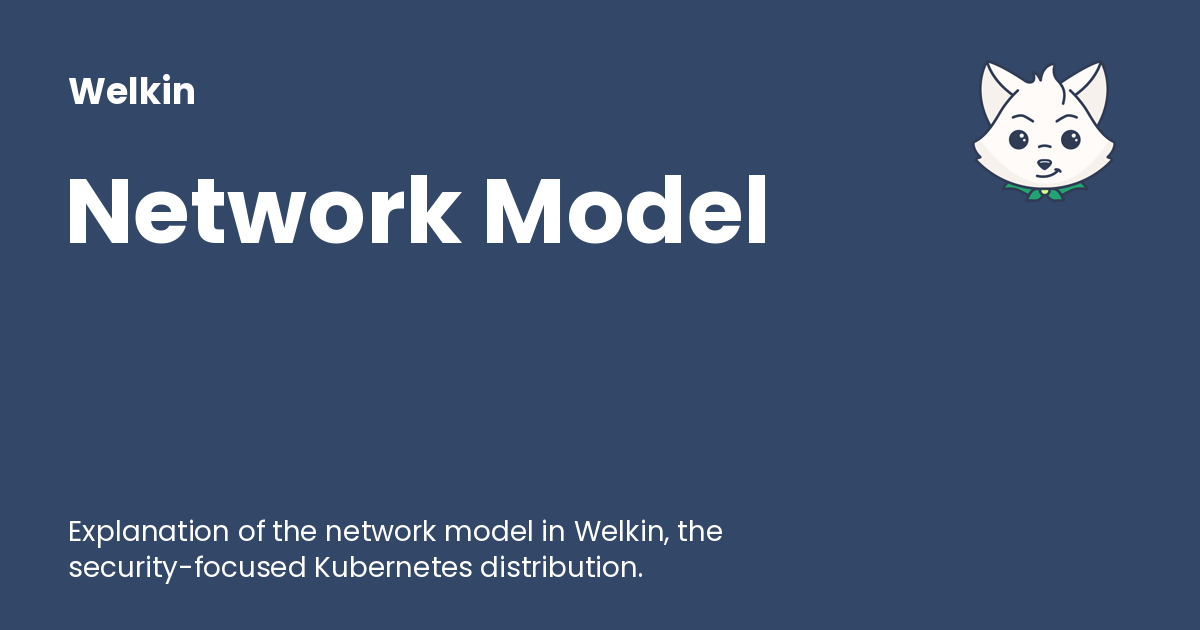 Welkin
Network Model
Explanation of the network model in Welkin, the
security-focused Kubernetes distribution.